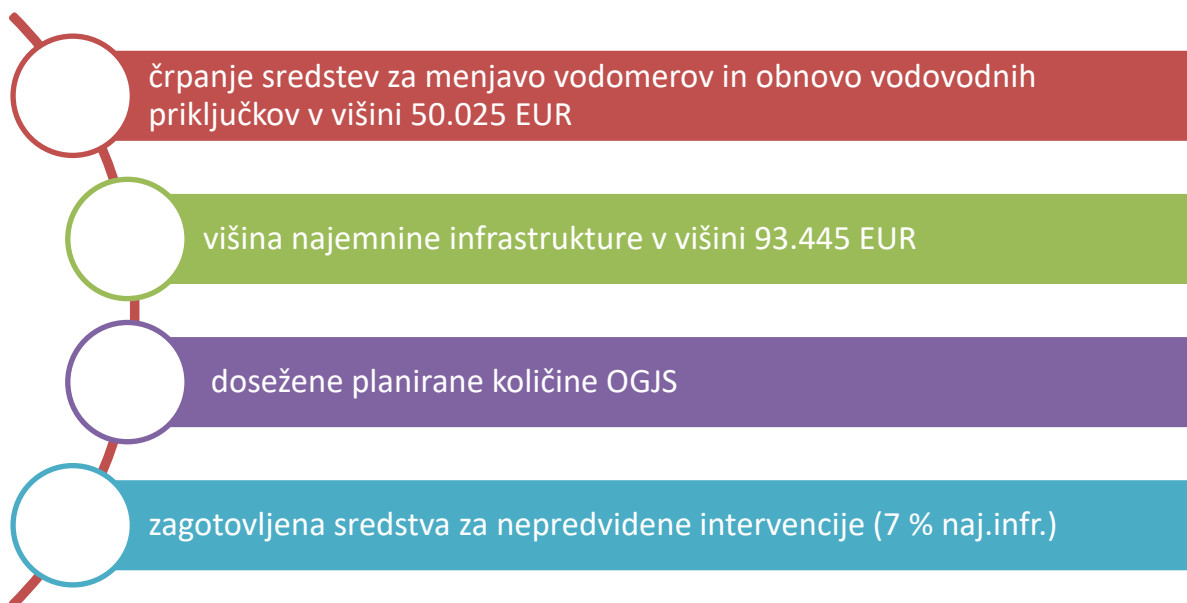 črpanje sredstev za menjavo vodomerov in obnovo vodovodnih
priključkov v višini 50.025 EUR
višina najemnine infrastrukture v višini 93.445 EUR
dosežene planirane količine OGJS
zagotovljena sredstva za nepredvidene intervencije (7 % naj.infr.)